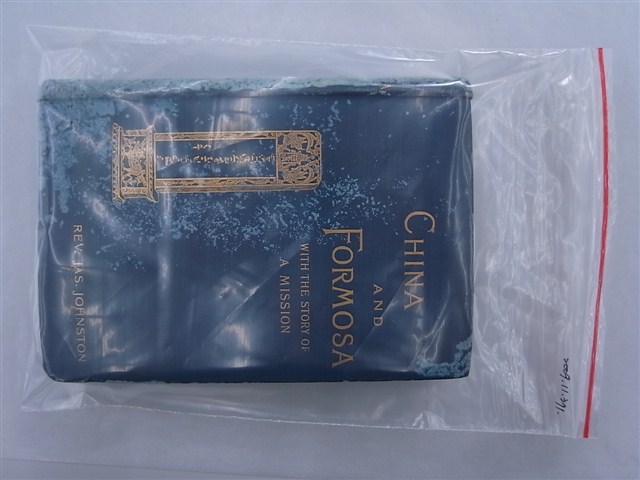 CHINA
AND
FORMOSA
WITH THE STORY OF
A MISSION
REV. JAS. JOHNSTON